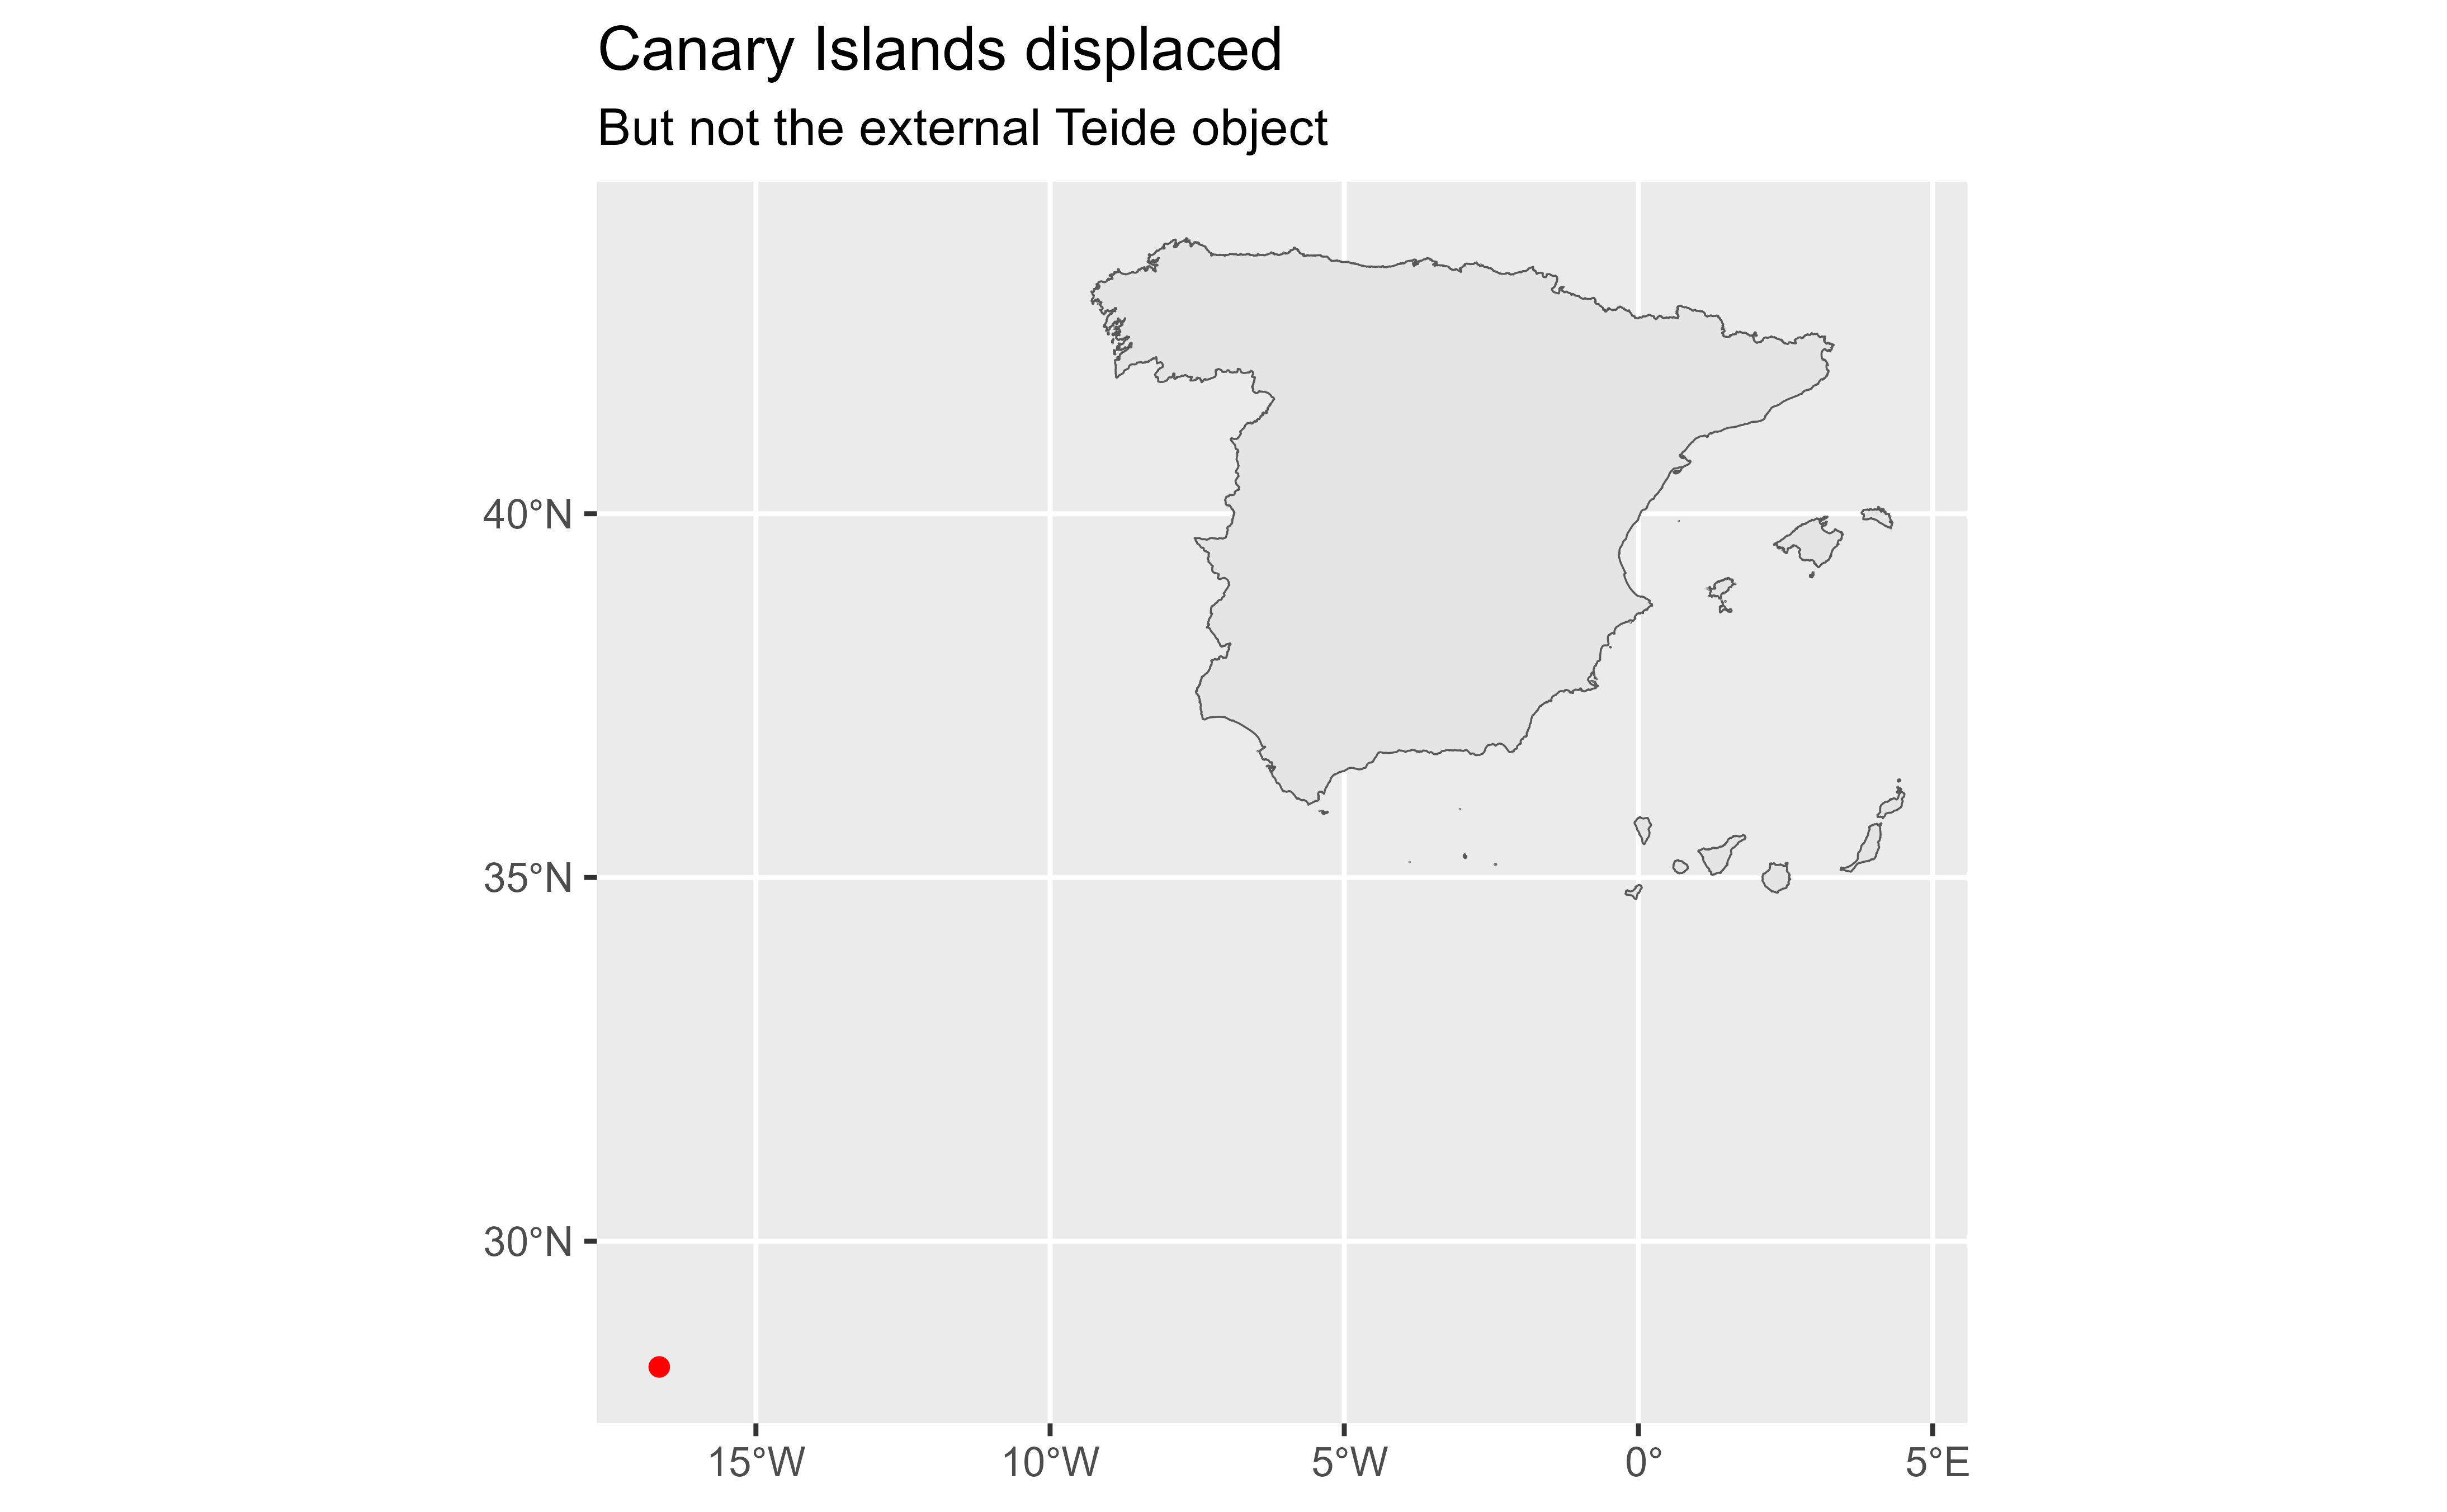 Canary Islands displaced
But not the external Teide object
40°N
35°N
30°N
15°W
10°W
5°W
0°
5°E